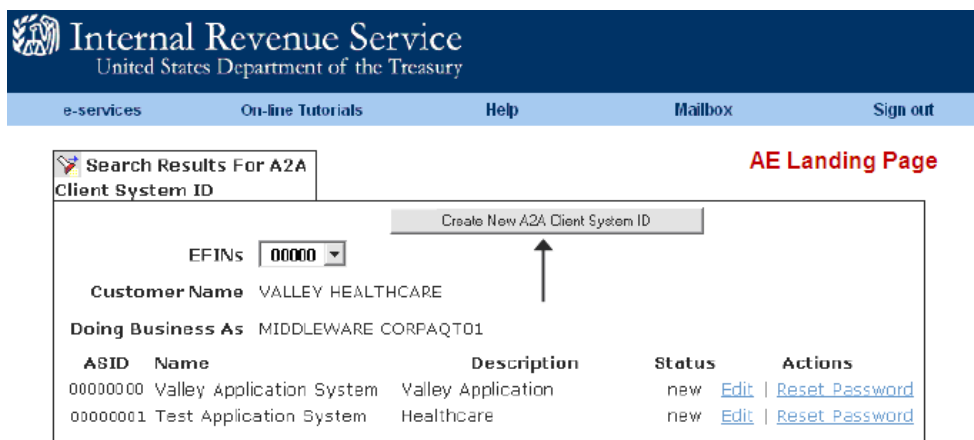 Internal Revenue Service
United States Department of the Treasury
e-services On-line Tutorials Help Mailbox Sign out
Search Results For A2A
Client System ID
AE Landing Page
Create New A2A Client System ID
EFINs 00000
Customer Name VALLEY HEALTHCARE
Doing Business As MIDDLEWARE CORPAQT01
ASID Name Description Status Actions
00000000 Valley Application System Valley Application new Edit | Reset Password
00000001 Test Application System Healthcare new Edit | Reset Password